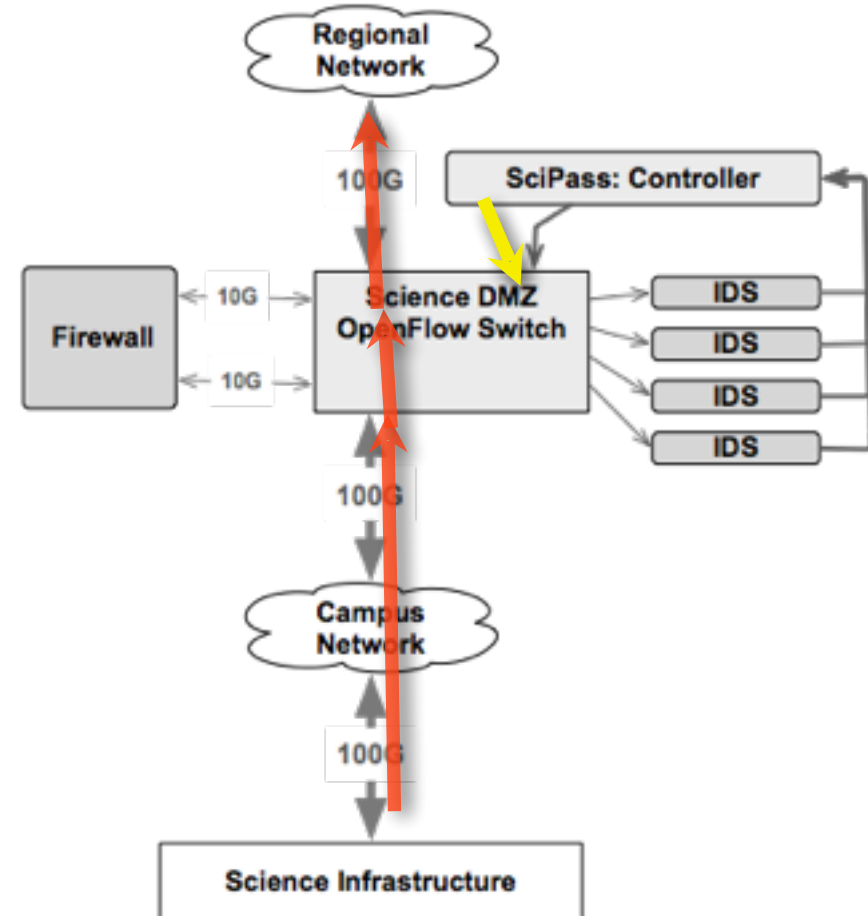 Regional
Network
100G
SciPass: Controller
Science DMZ
OpenFlow Switch
Firewall
10G
10G
IDS
IDS
IDS
IDS
100G
Campus
Network
100G
Science Infrastructure